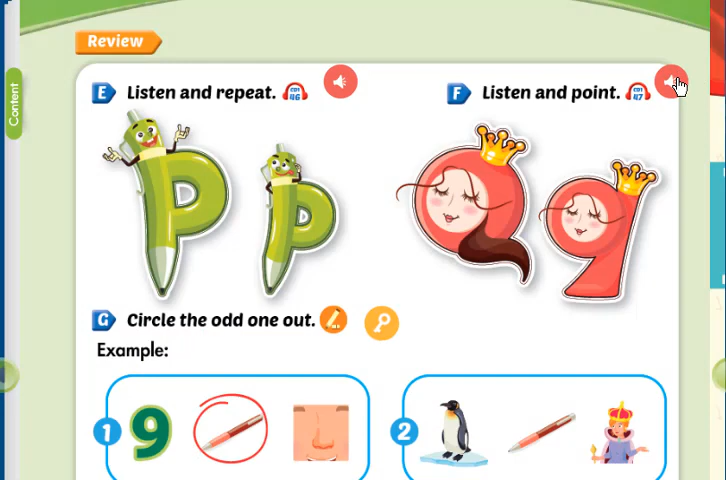 Review
Content
E Listen and repeat. CD1 46
F Listen and point. CD1 47
P p
Q q
G Circle the odd one out.
Example:
1 9
2